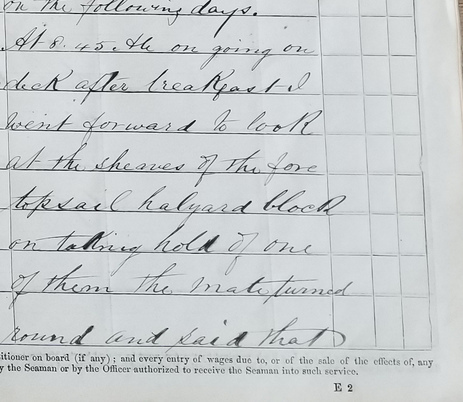 on the following days.
At 8.45 AM on going on
deck after breakfast I
went forward to look
at the sheaves of the fore
topsail halyard block
on taking hold of one
of them the mate turned
round and said that
sitioner on board (if any); and every entry of wages due to, or of the sale of the effects of, any
y the Seaman or by the Officer authorized to receive the Seaman into such service.
E 2